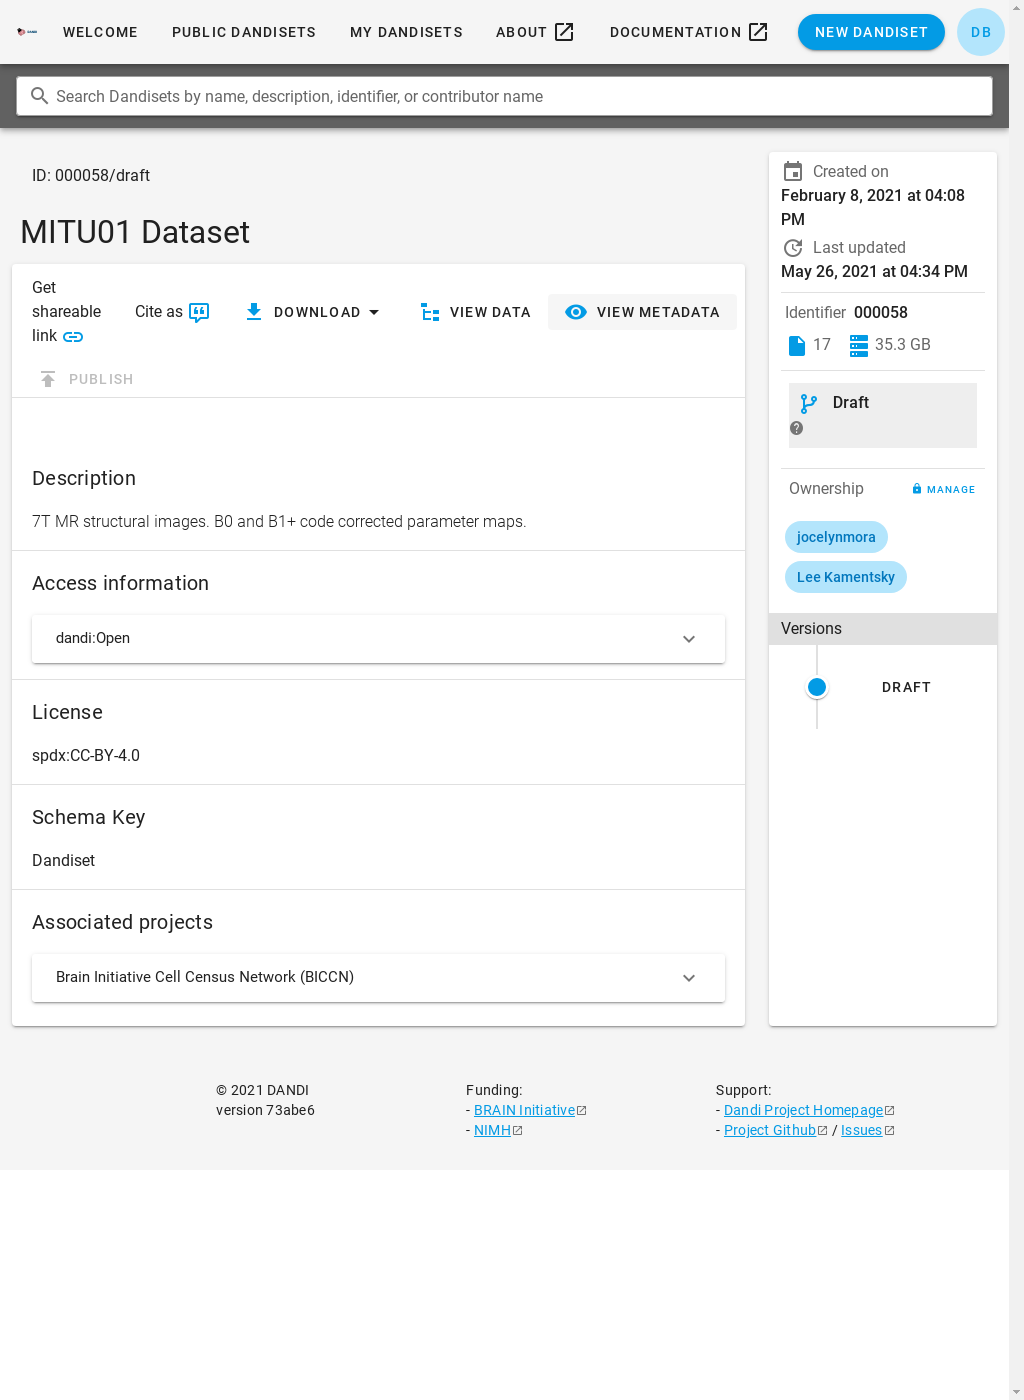 WELCOME PUBLIC DANDISETS MY DANDISETS ABOUT DOCUMENTATION NEW DANDISET DB
Search Dandisets by name, description, identifier, or contributor name
ID: 000058/draft
MITU01 Dataset
Get shareable link
Cite as
DOWNLOAD
VIEW DATA
VIEW METADATA
PUBLISH
Description
7T MR structural images. B0 and B1+ code corrected parameter maps.
Access information
dandi:Open
License
spdx:CC-BY-4.0
Schema Key
Dandiset
Associated projects
Brain Initiative Cell Census Network (BICCN)
Created on
February 8, 2021 at 04:08
PM
Last updated
May 26, 2021 at 04:34 PM
Identifier 000058
17 35.3 GB
Draft
Ownership MANAGE
jocelynmora
Lee Kamentsky
Versions
DRAFT
© 2021 DANDI
version 73abe6
Funding:
- BRAIN Initiative
- NIMH
Support:
- Dandi Project Homepage
- Project Github / Issues